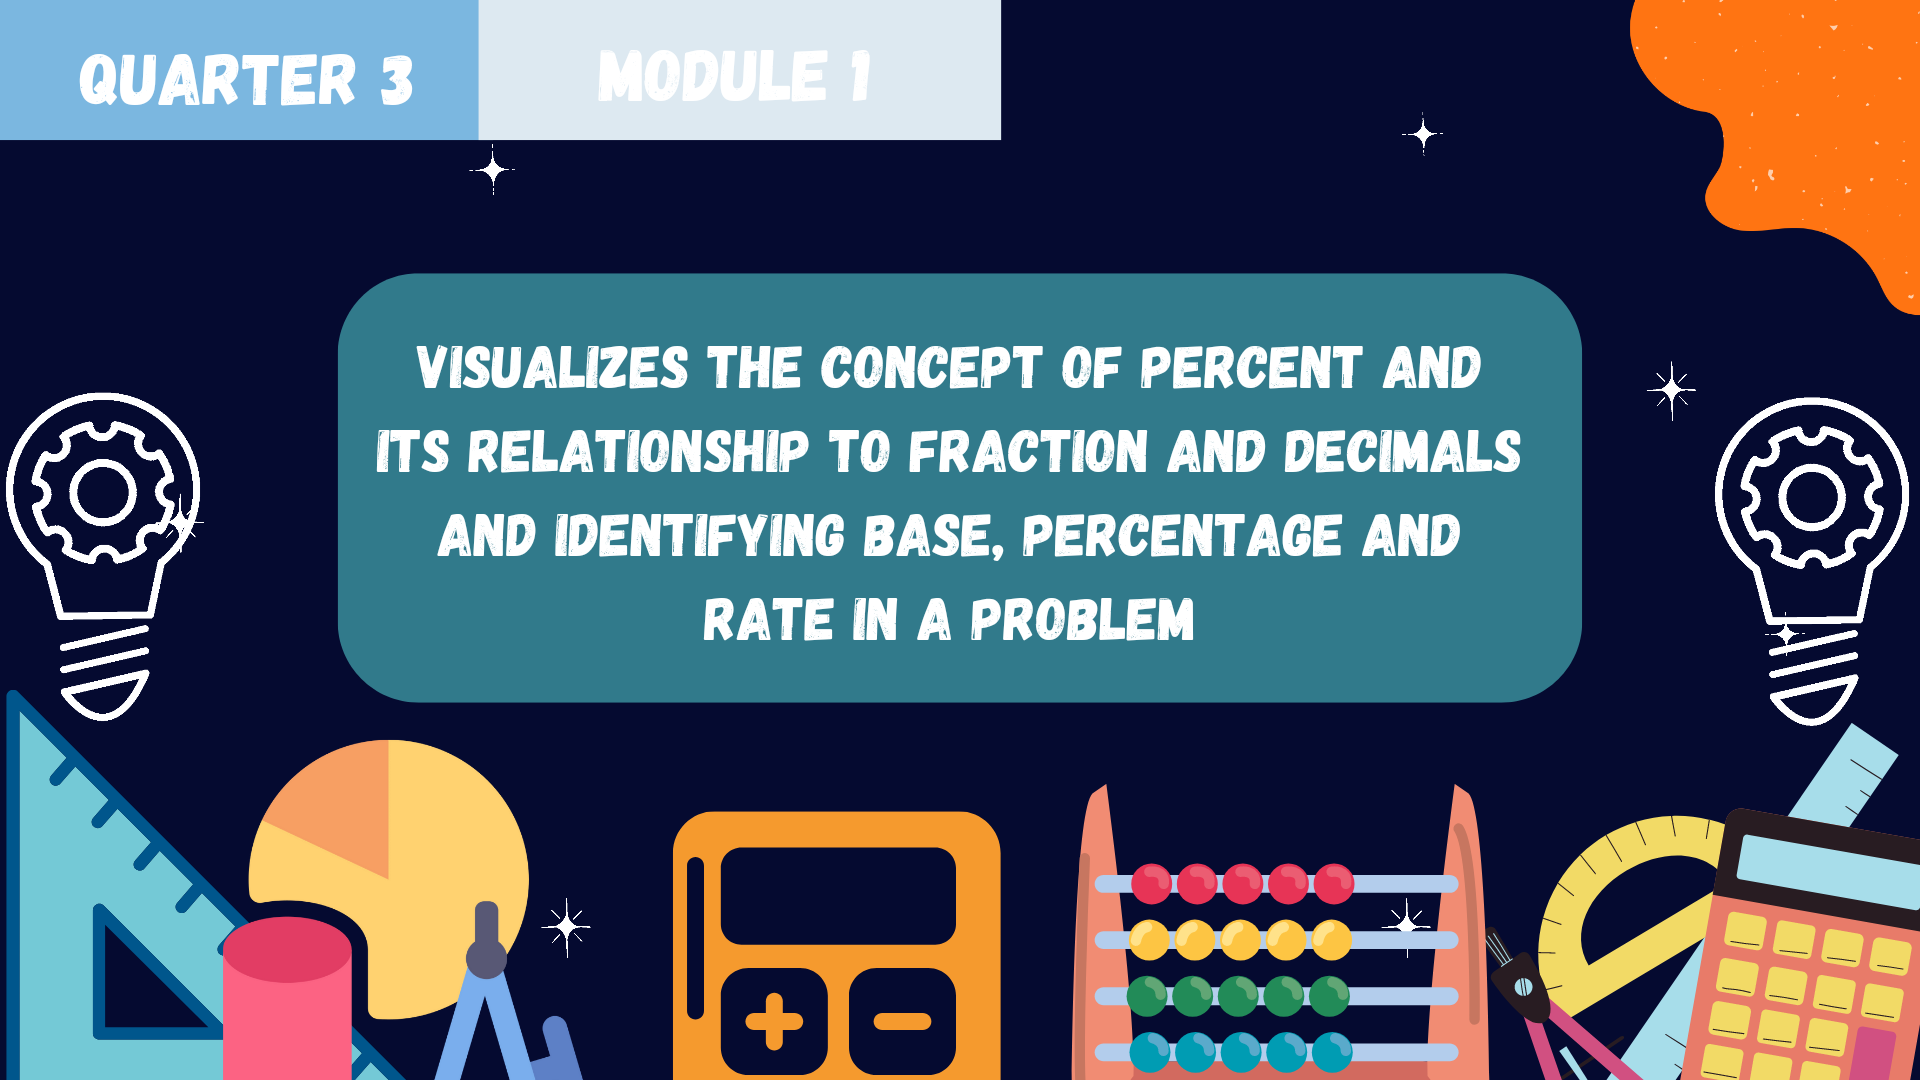 QUARTER 3
MODULE 1
VISUALIZES THE CONCEPT OF PERCENT AND
ITS RELATIONSHIP TO FRACTION AND DECIMALS
AND IDENTIFYING BASE, PERCENTAGE AND
RATE IN A PROBLEM